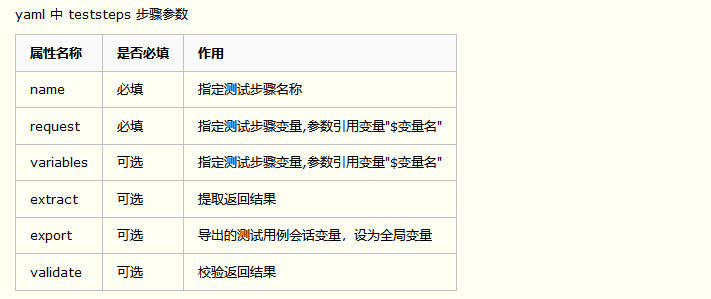 yaml 中 teststeps 步骤参数
属性名称 是否必填 作用
name 必填 指定测试步骤名称
request 必填 指定测试步骤变量,参数引用变量"$变量名"
variables 可选 指定测试步骤变量,参数引用变量"$变量名"
extract 可选 提取返回结果
export 可选 导出的测试用例会话变量，设为全局变量
validate 可选 校验返回结果